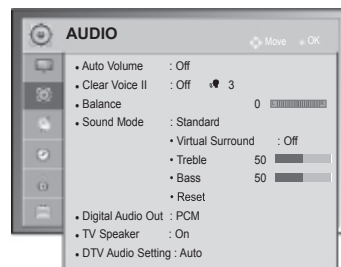 AUDIO
Move OK
• Auto Volume : Off
• Clear Voice II : Off 3
• Balance 0
• Sound Mode : Standard
• Virtual Surround : Off
• Treble 50
• Bass 50
• Reset
• Digital Audio Out : PCM
• TV Speaker : On
• DTV Audio Setting : Auto